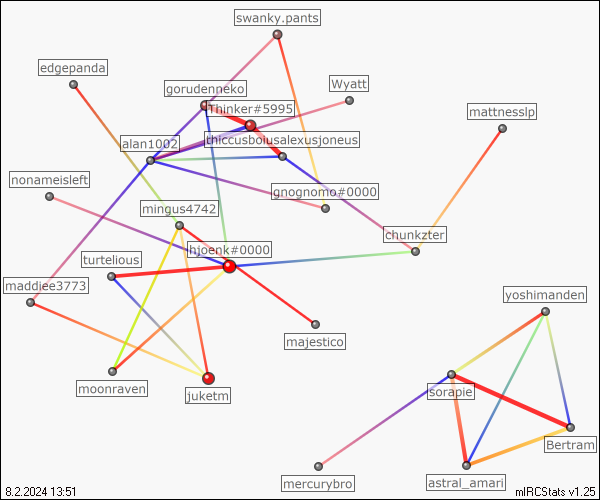 swanky.pants
edgepanda
gorudenneko
Wyatt
Thinker#5995
mattnesslp
alan1002
thiccusbolusalexusjoneus
nonameisleft
gnognomo.#0000
mingus4742
chunkzter
hjoenk#0000
turtelious
maddiee3773
yoshimanden
majestico
moonraven
juketm
sorapie
Bertram
mercurybro
astral_amari
8.2.2024 13:51
mIRCStats v1.25